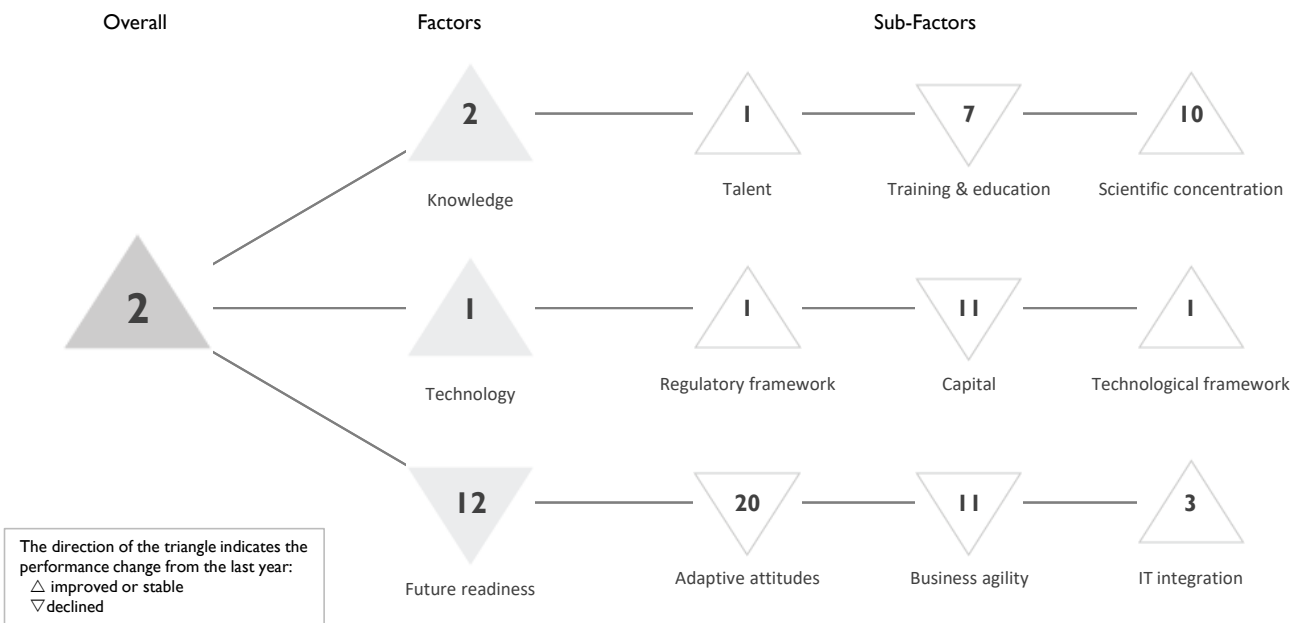 Overall
Factors
Sub-Factors
2
1
7
10
Knowledge
Talent
Training & education
Scientific concentration
2
1
1
11
1
Technology
Regulatory framework
Capital
Technological framework
12
20
11
3
Future readiness
Adaptive attitudes
Business agility
IT integration
The direction of the triangle indicates the
performance change from the last year:
△ improved or stable
▽ declined